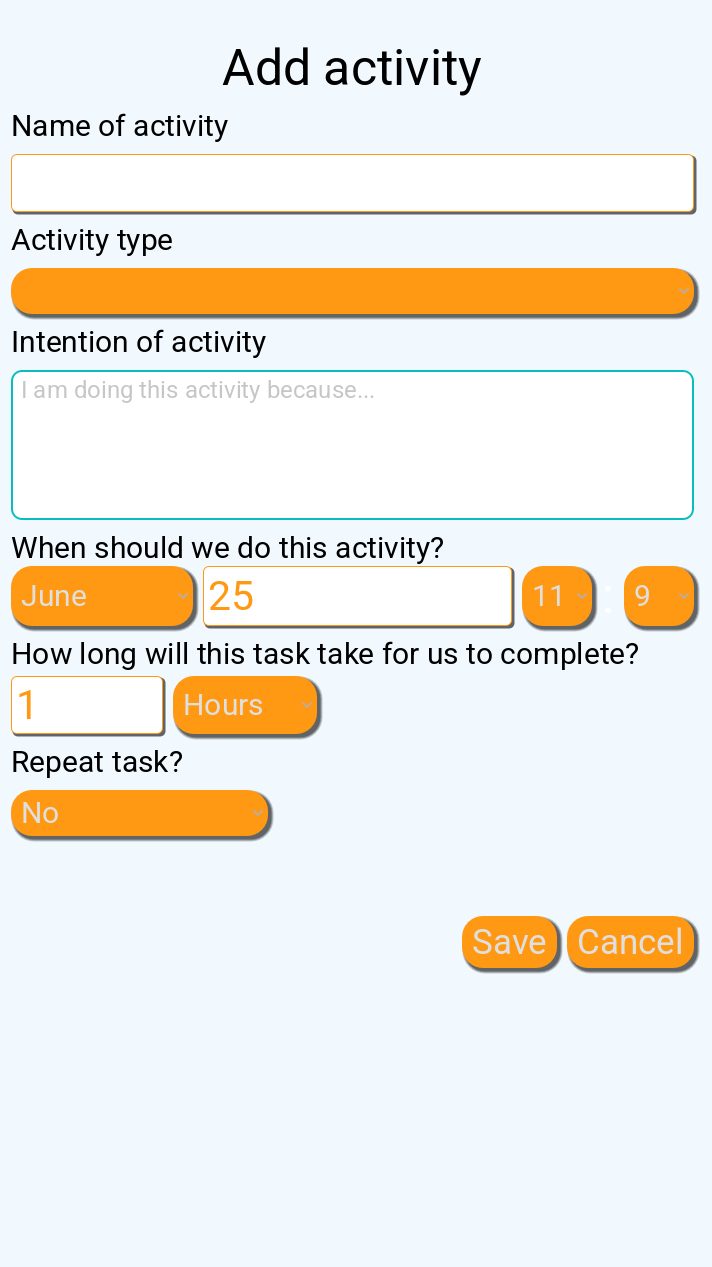 Add activity
Name of activity
Activity type
Intention of activity
I am doing this activity because...
When should we do this activity?
June 25 11 : 9
How long will this task take for us to complete?
1 Hours
Repeat task?
No
Save Cancel